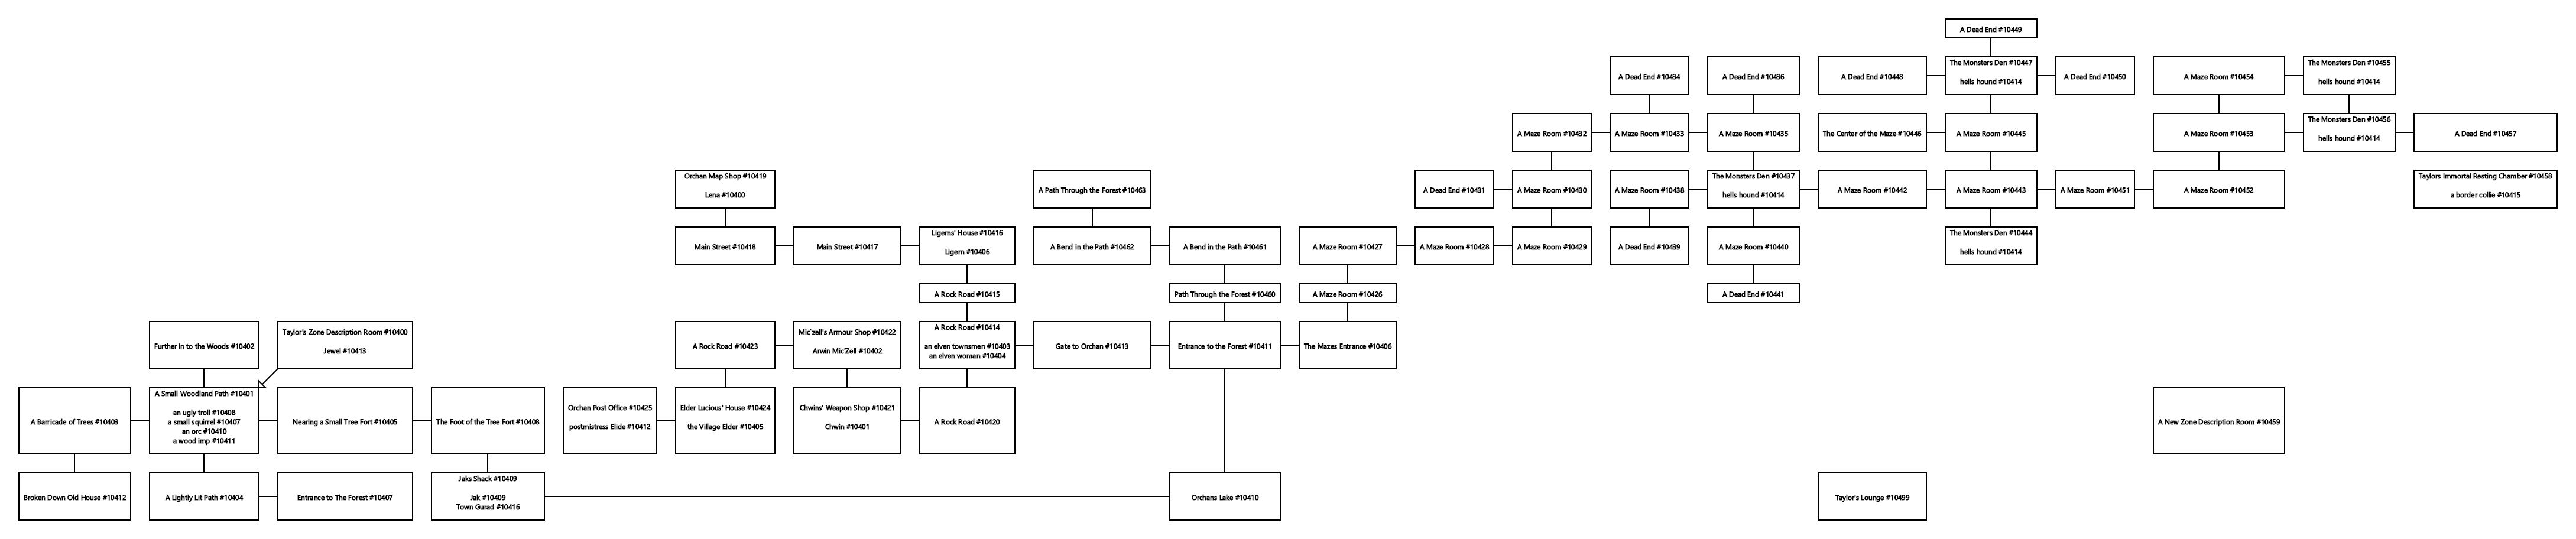 A Dead End #10449
A Dead End #10434
A Dead End #10436
A Dead End #10448
The Monsters Den #10447
hells hound #10414
A Dead End #10450
A Maze Room #10454
The Monsters Den #10455
hells hound #10414
A Maze Room #10432
A Maze Room #10433
A Maze Room #10435
The Center of the Maze #10446
A Maze Room #10445
A Maze Room #10453
The Monsters Den #10456
hells hound #10414
A Dead End #10457
Orchan Map Shop #10419
Lena #10400
A Path Through the Forest #10463
A Dead End #10431
A Maze Room #10430
A Maze Room #10438
The Monsters Den #10437
hells hound #10414
A Maze Room #10442
A Maze Room #10443
A Maze Room #10451
A Maze Room #10452
Taylors Immortal Resting Chamber #10458
a border collie #10415
Main Street #10418
Main Street #10417
Ligerns' House #10416
Ligern #10406
A Bend in the Path #10462
A Bend in the Path #10461
A Maze Room #10427
A Maze Room #10428
A Maze Room #10429
A Dead End #10439
A Maze Room #10440
The Monsters Den #10444
hells hound #10414
A Rock Road #10415
Path Through the Forest #10460
A Maze Room #10426
A Dead End #10441
Further in to the Woods #10402
Taylor's Zone Description Room #10400
Jewel #10413
A Rock Road #10423
Mic`zell's Armour Shop #10422
Arwin Mic'Zell #10402
A Rock Road #10414
an elven townsmen #10403
an elven woman #10404
Gate to Orchan #10413
Entrance to the Forest #10411
The Mazes Entrance #10406
A Barricade of Trees #10403
A Small Woodland Path #10401
an ugly troll #10408
a small squirrel #10407
an orc #10410
a wood imp #10411
Nearing a Small Tree Fort #10405
The Foot of the Tree Fort #10408
Orchan Post Office #10425
postmistress Elide #10412
Elder Lucious' House #10424
the Village Elder #10405
Chwins' Weapon Shop #10421
Chwin #10401
A Rock Road #10420
A New Zone Description Room #10459
Broken Down Old House #10412
A Lightly Lit Path #10404
Entrance to The Forest #10407
Jaks Shack #10409
Jak #10409
Town Gurad #10416
Orchans Lake #10410
Taylor's Lounge #10499